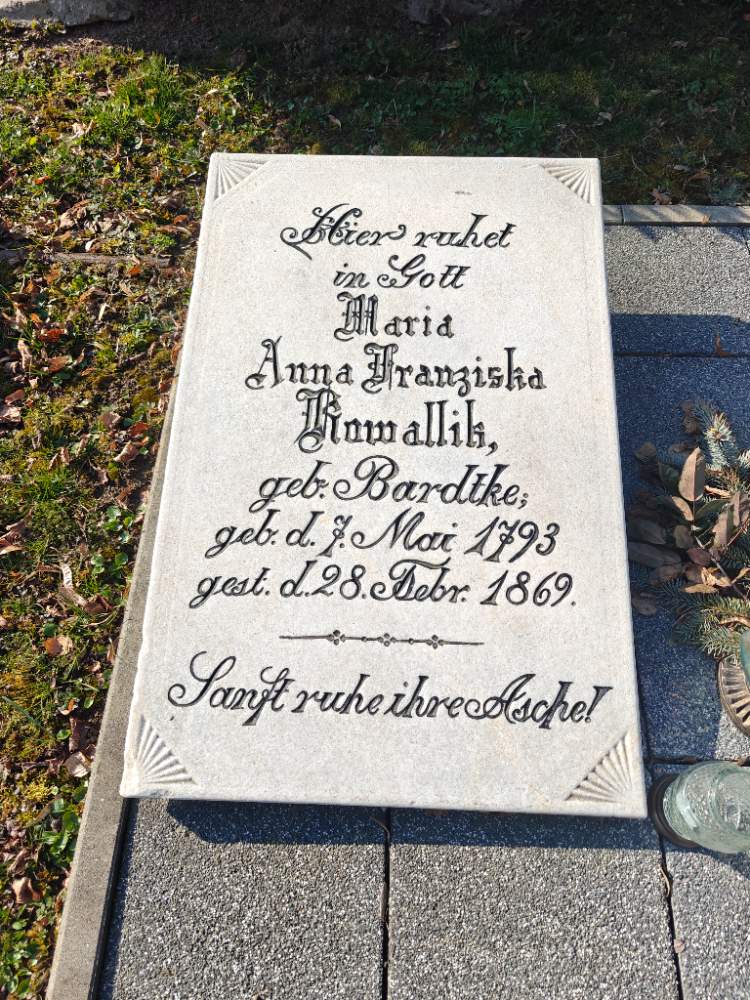 Hier ruhet
in Gott
Maria
Anna Franziska
Kowallik,
geb: Bardtke;
geb. d. 7. Mai 1793
gest. d. 28. Febr. 1869.
Sanft ruhe ihre Asche!